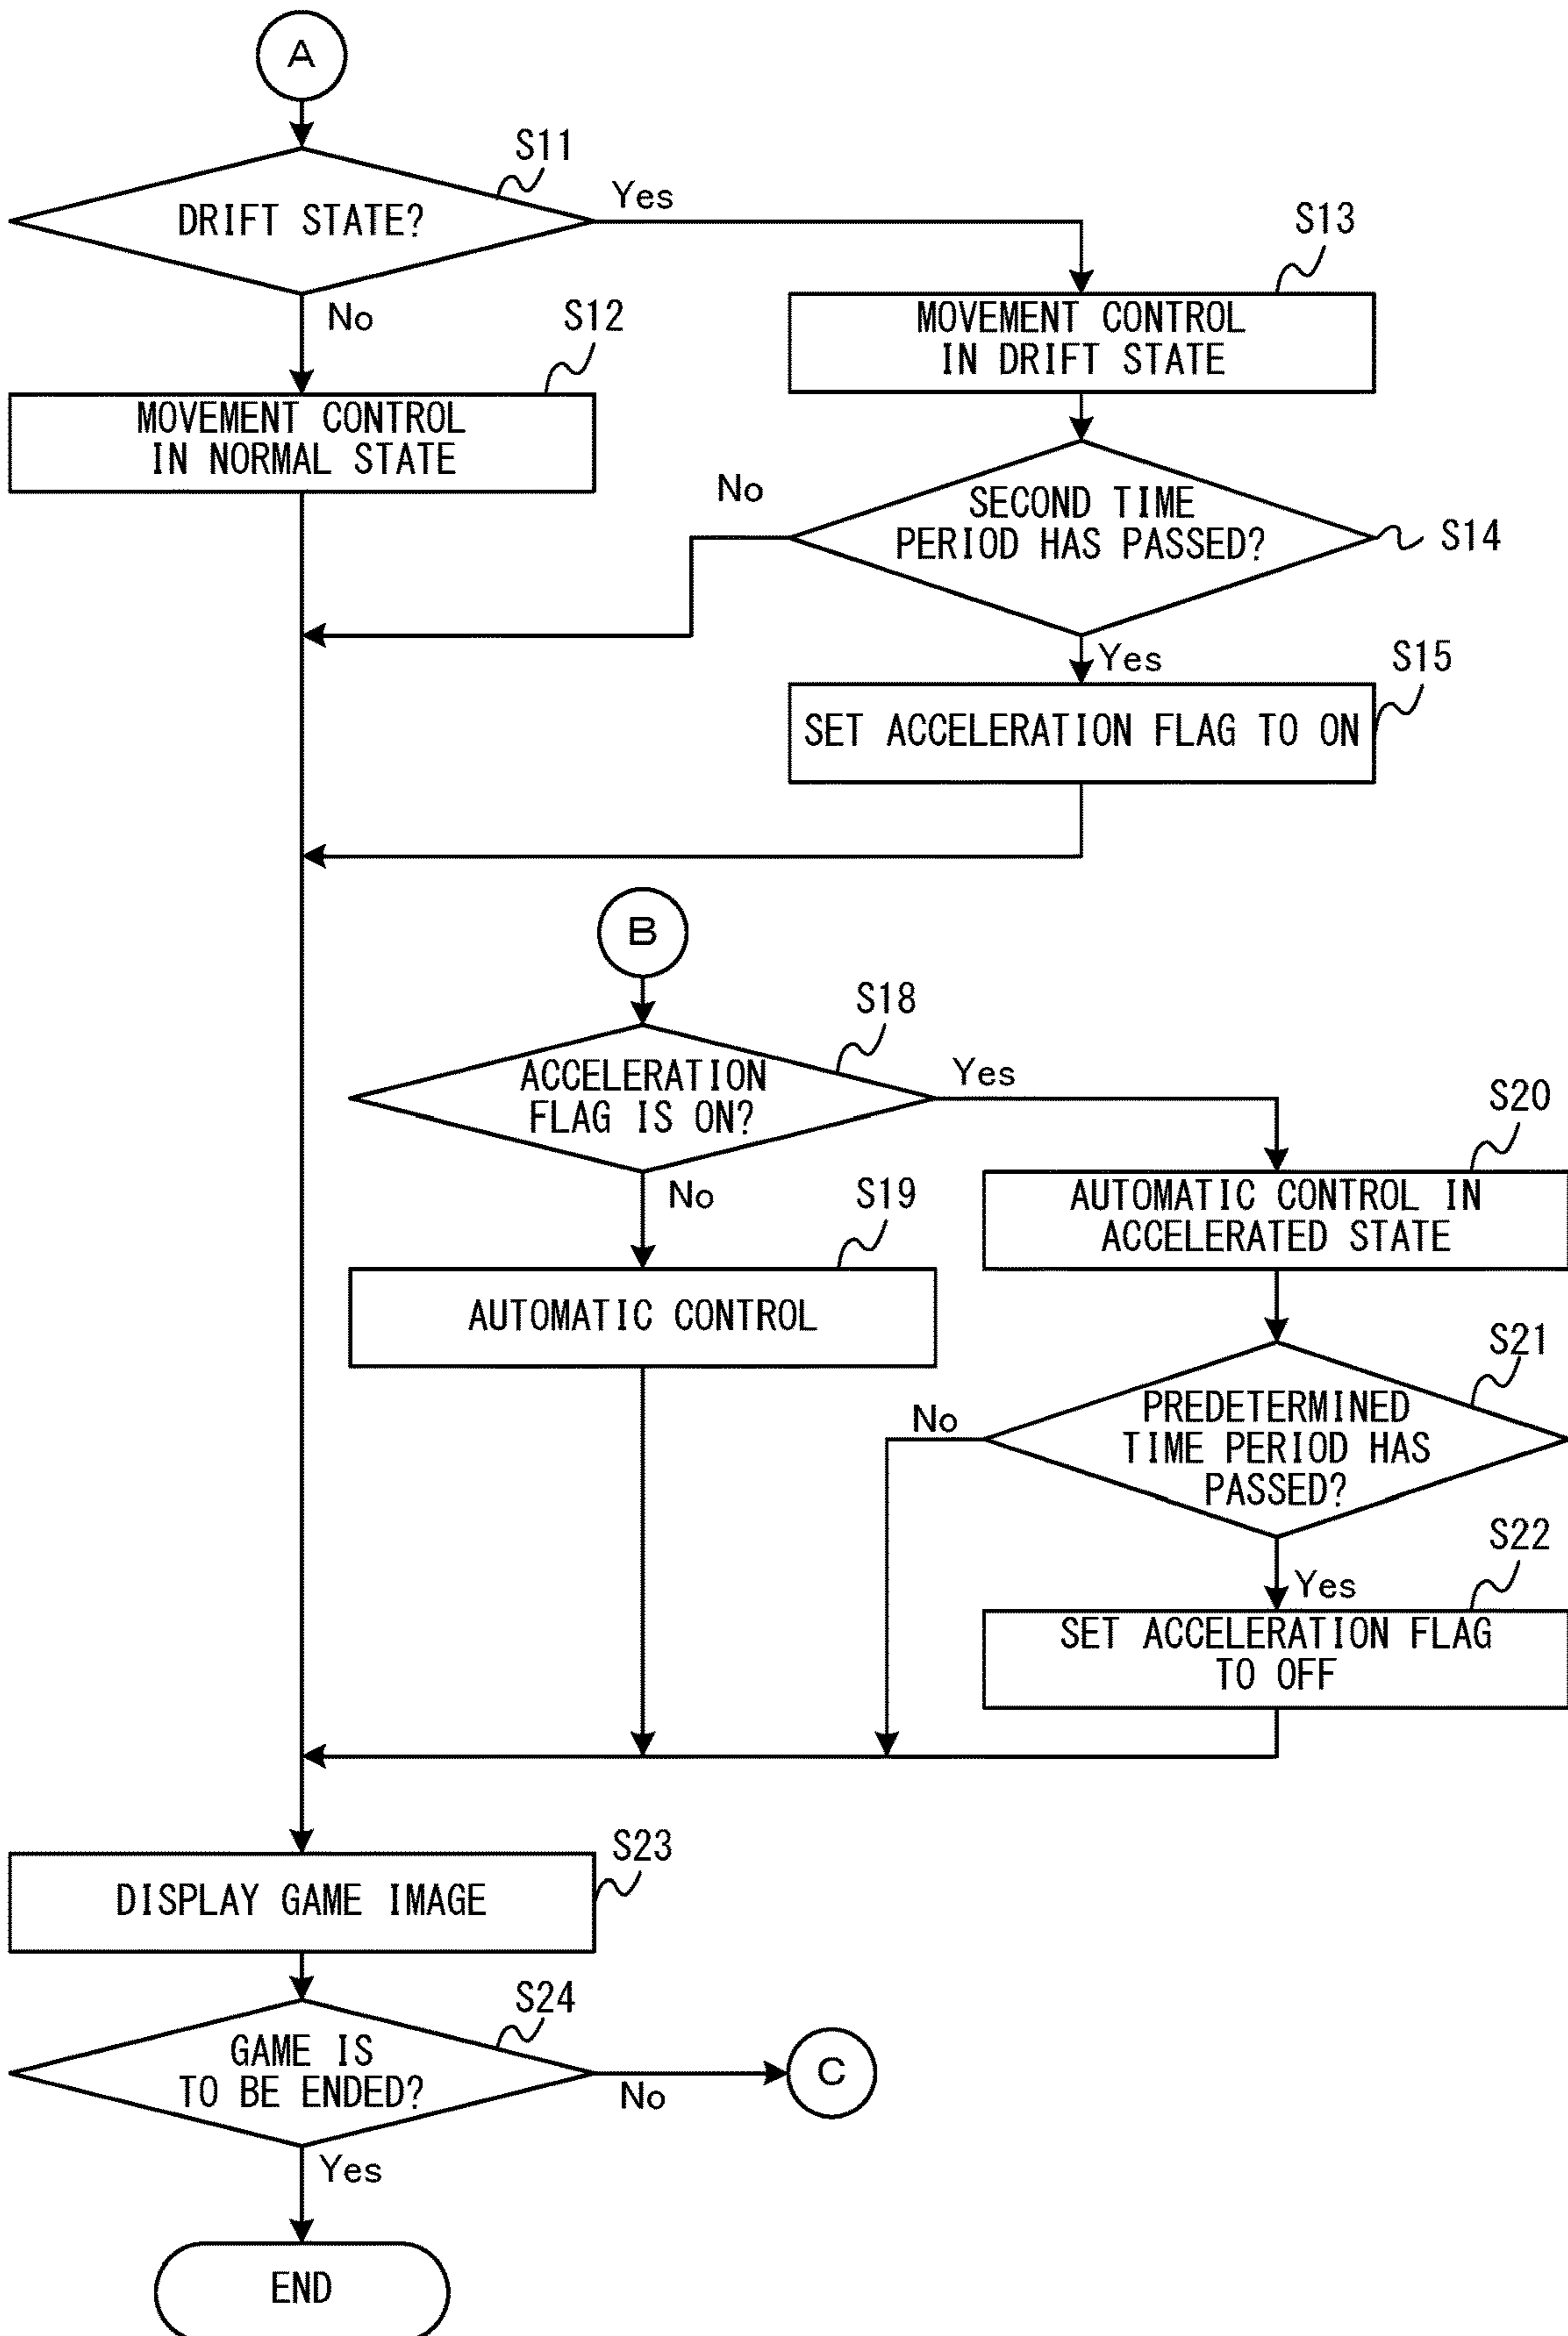 A
S11
DRIFT STATE?
Yes
No
S13
MOVEMENT CONTROL
IN DRIFT STATE
S12
MOVEMENT CONTROL
IN NORMAL STATE
No
SECOND TIME
PERIOD HAS PASSED?
S14
Yes
S15
SET ACCELERATION FLAG TO ON
B
S18
ACCELERATION
FLAG IS ON?
Yes
No
S20
AUTOMATIC CONTROL IN
ACCELERATED STATE
S19
AUTOMATIC CONTROL
S21
PREDETERMINED
TIME PERIOD HAS
PASSED?
No
Yes
S22
SET ACCELERATION FLAG
TO OFF
S23
DISPLAY GAME IMAGE
S24
GAME IS
TO BE ENDED?
No
C
Yes
END